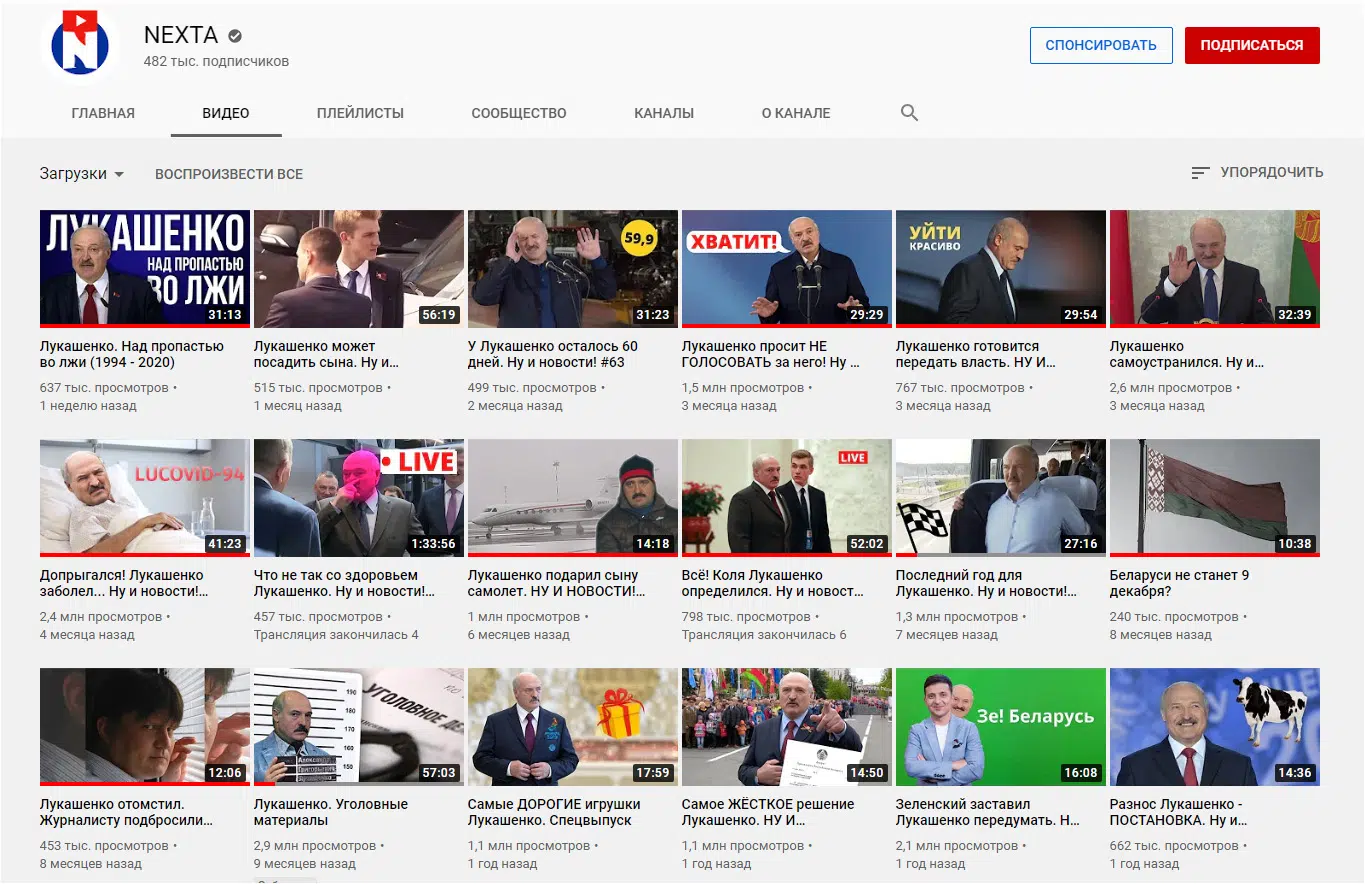 NEXTA
482 тыс. подписчиков
СПОНСИРОВАТЬ
ПОДПИСАТЬСЯ
ГЛАВНАЯ
ВИДЕО
ПЛЕЙЛИСТЫ
СООБЩЕСТВО
КАНАЛЫ
О КАНАЛЕ
Загрузки
ВОСПРОИЗВЕСТИ ВСЕ
УПОРЯДОЧИТЬ
ЛУКАШЕНКО
НАД ПРОПАСТЬЮ
ВО ЛЖИ
31:13
Лукашенко. Над пропастью
во лжи (1994 - 2020)
637 тыс. просмотров •
1 неделю назад
56:19
Лукашенко может
посадить сына. Ну и...
515 тыс. просмотров •
1 месяц назад
59,9
31:23
У Лукашенко осталось 60
дней. Ну и новости! #63
499 тыс. просмотров •
2 месяца назад
ХВАТИТ!
29:29
Лукашенко просит НЕ
ГОЛОСОВАТЬ за него! Ну ...
1,5 млн просмотров •
3 месяца назад
УЙТИ
КРАСИВО
29:54
Лукашенко готовится
передать власть. НУ И...
767 тыс. просмотров •
3 месяца назад
32:39
Лукашенко
самоустранился. Ну и...
2,6 млн просмотров •
3 месяца назад
LUCOVID-94
41:23
Допрыгался! Лукашенко
заболел... Ну и новости!...
2,4 млн просмотров •
4 месяца назад
LIVE
1:33:56
Что не так со здоровьем
Лукашенко. Ну и новости!...
457 тыс. просмотров •
Трансляция закончилась 4
14:18
Лукашенко подарил сыну
самолет. НУ И НОВОСТИ!...
1 млн просмотров •
6 месяцев назад
LIVE
52:02
Всё! Коля Лукашенко
определился. Ну и новост...
798 тыс. просмотров •
Трансляция закончилась 6
27:16
Последний год для
Лукашенко. Ну и новости!...
1,3 млн просмотров •
7 месяцев назад
10:38
Беларуси не станет 9
декабря?
240 тыс. просмотров •
8 месяцев назад
12:06
Лукашенко отомстил.
Журналисту подбросили...
453 тыс. просмотров •
8 месяцев назад
190
180
170
160
150
УГОЛОВНОЕ ДЕ
Александр
57:03
Лукашенко. Уголовные
материалы
2,9 млн просмотров •
9 месяцев назад
17:59
Самые ДОРОГИЕ игрушки
Лукашенко. Спецвыпуск
1,1 млн просмотров •
1 год назад
14:50
Самое ЖЁСТКОЕ решение
Лукашенко. НУ И...
1,1 млн просмотров •
1 год назад
Зе! Беларусь
16:08
Зеленский заставил
Лукашенко передумать. Н...
2,1 млн просмотров •
1 год назад
14:36
Разнос Лукашенко -
ПОСТАНОВКА. Ну и...
662 тыс. просмотров •
1 год назад